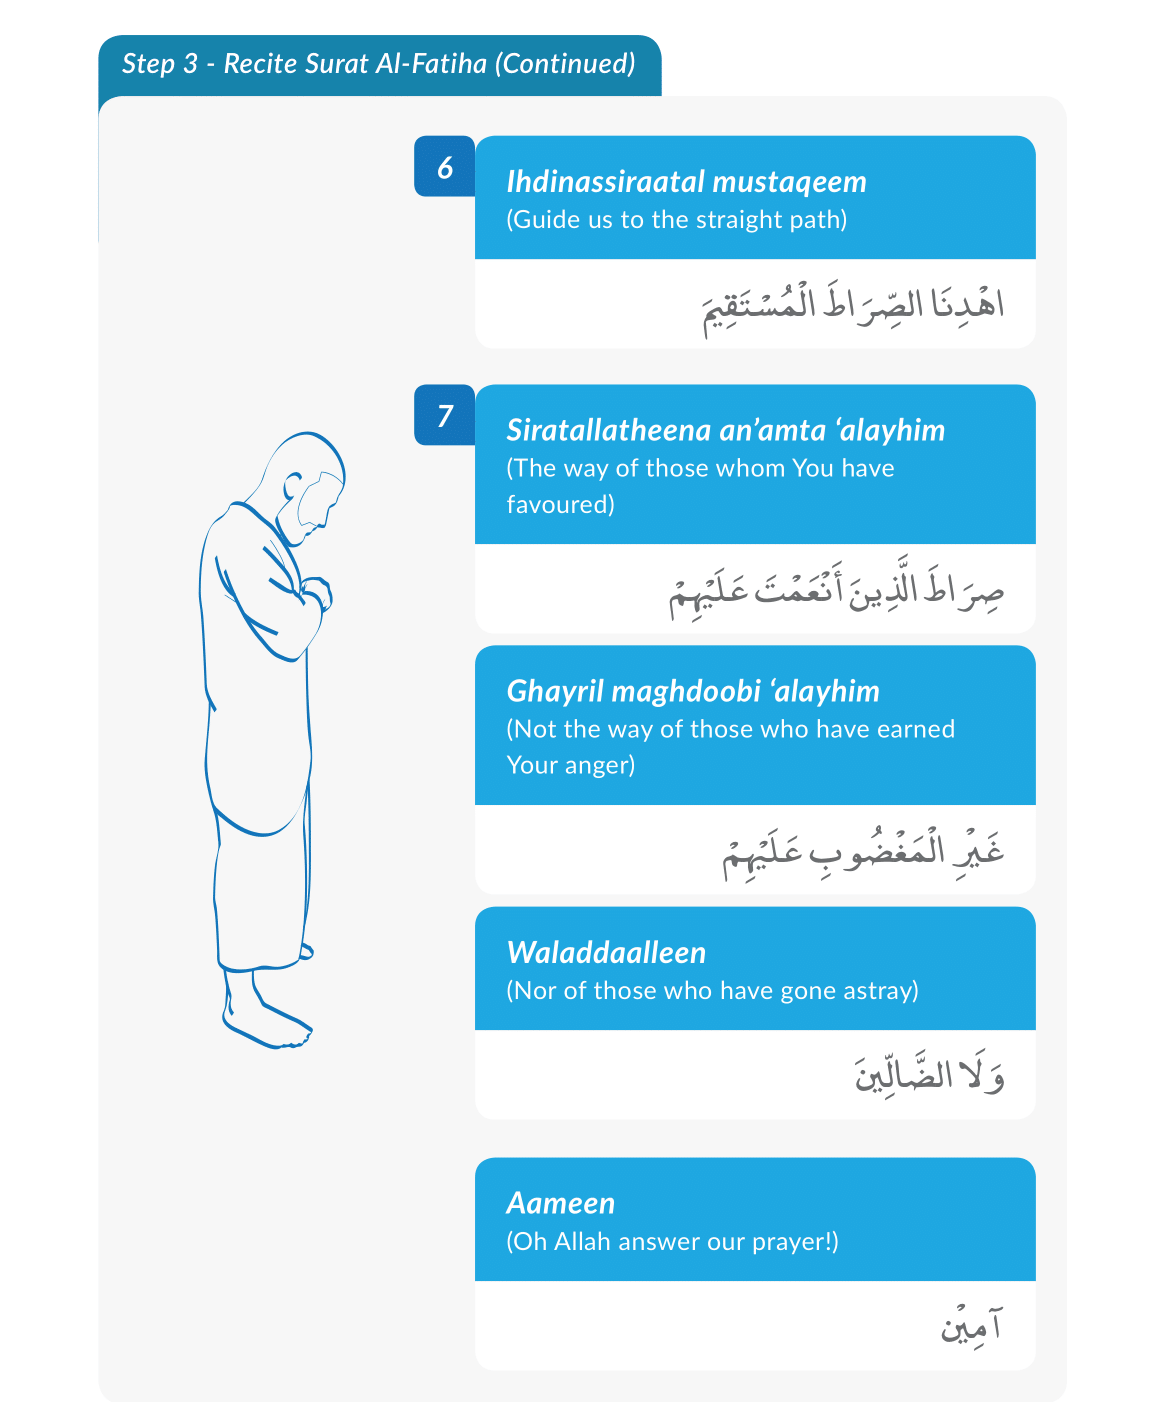 Step 3 - Recite Surat Al-Fatiha (Continued)
6
Ihdinassiraatal mustaqeem
(Guide us to the straight path)
اهْدِنَا الصِّرَاطَ الْمُسْتَقِيمَ
7
Siratallatheena an’amta ‘alayhim
(The way of those whom You have
favoured)
صِرَاطَ الَّذِينَ أَنْعَمْتَ عَلَيْهِمْ
Ghayril maghdoobi ‘alayhim
(Not the way of those who have earned
Your anger)
غَيْرِ الْمَغْضُوبِ عَلَيْهِمْ
Waladdaalleen
(Nor of those who have gone astray)
وَلَا الضَّالِّينَ
Aameen
(Oh Allah answer our prayer!)
آمِيْن